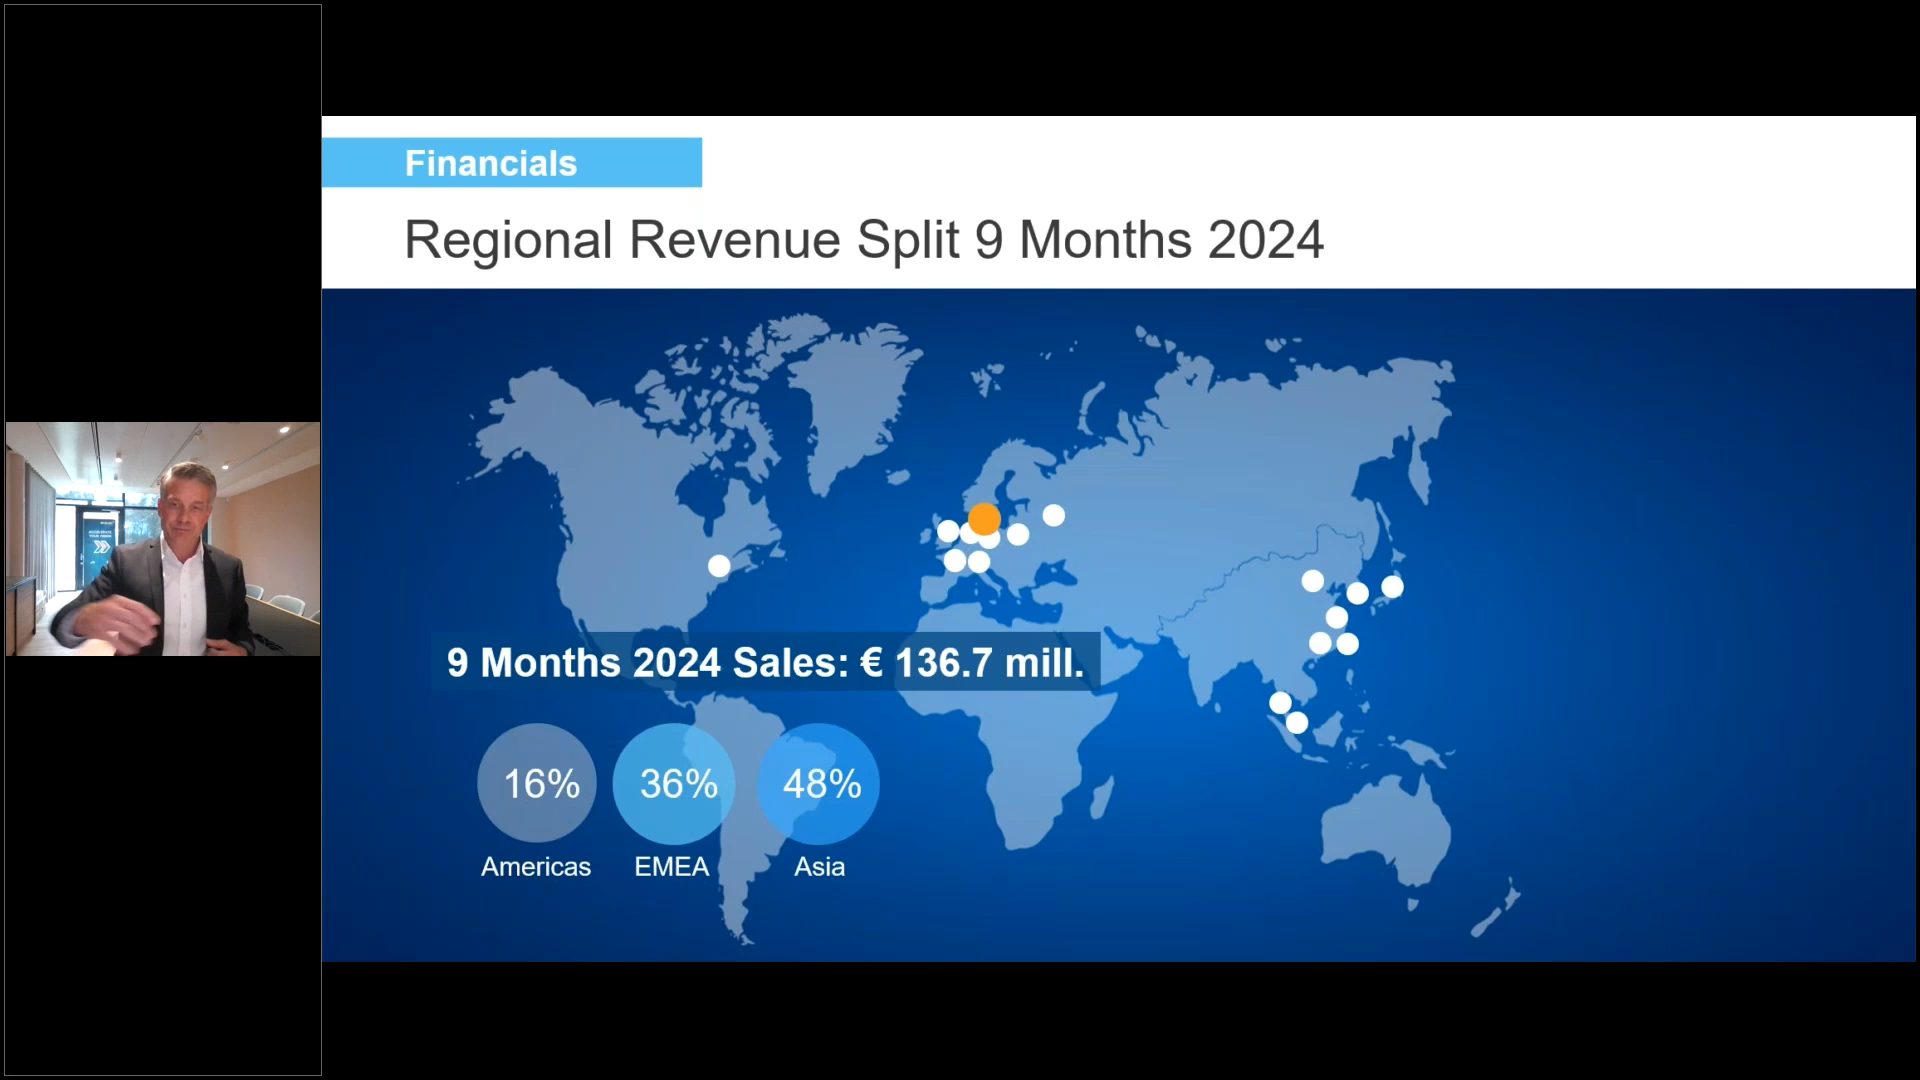 Financials
Regional Revenue Split 9 Months 2024
9 Months 2024 Sales: € 136.7 mill.
16%
36%
48%
Americas
EMEA
Asia